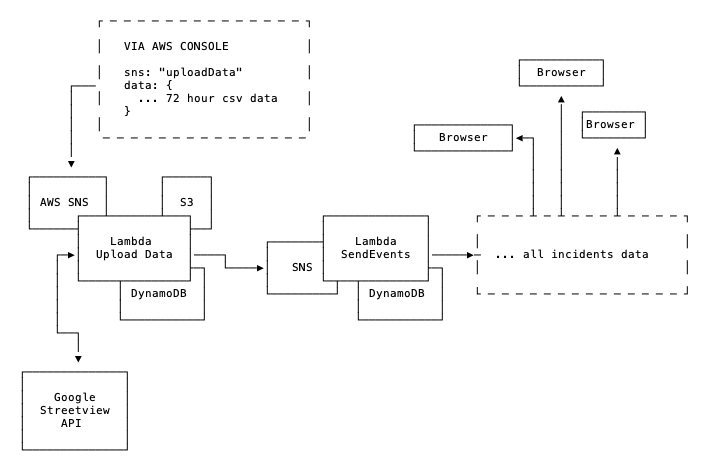 VIA AWS CONSOLE
sns: "uploadData"
data: {
... 72 hour csv data
}
Browser
Browser
Browser
AWS SNS
S3
Lambda
Upload Data
DynamoDB
SNS
Lambda
SendEvents
DynamoDB
... all incidents data
Google
Streetview
API